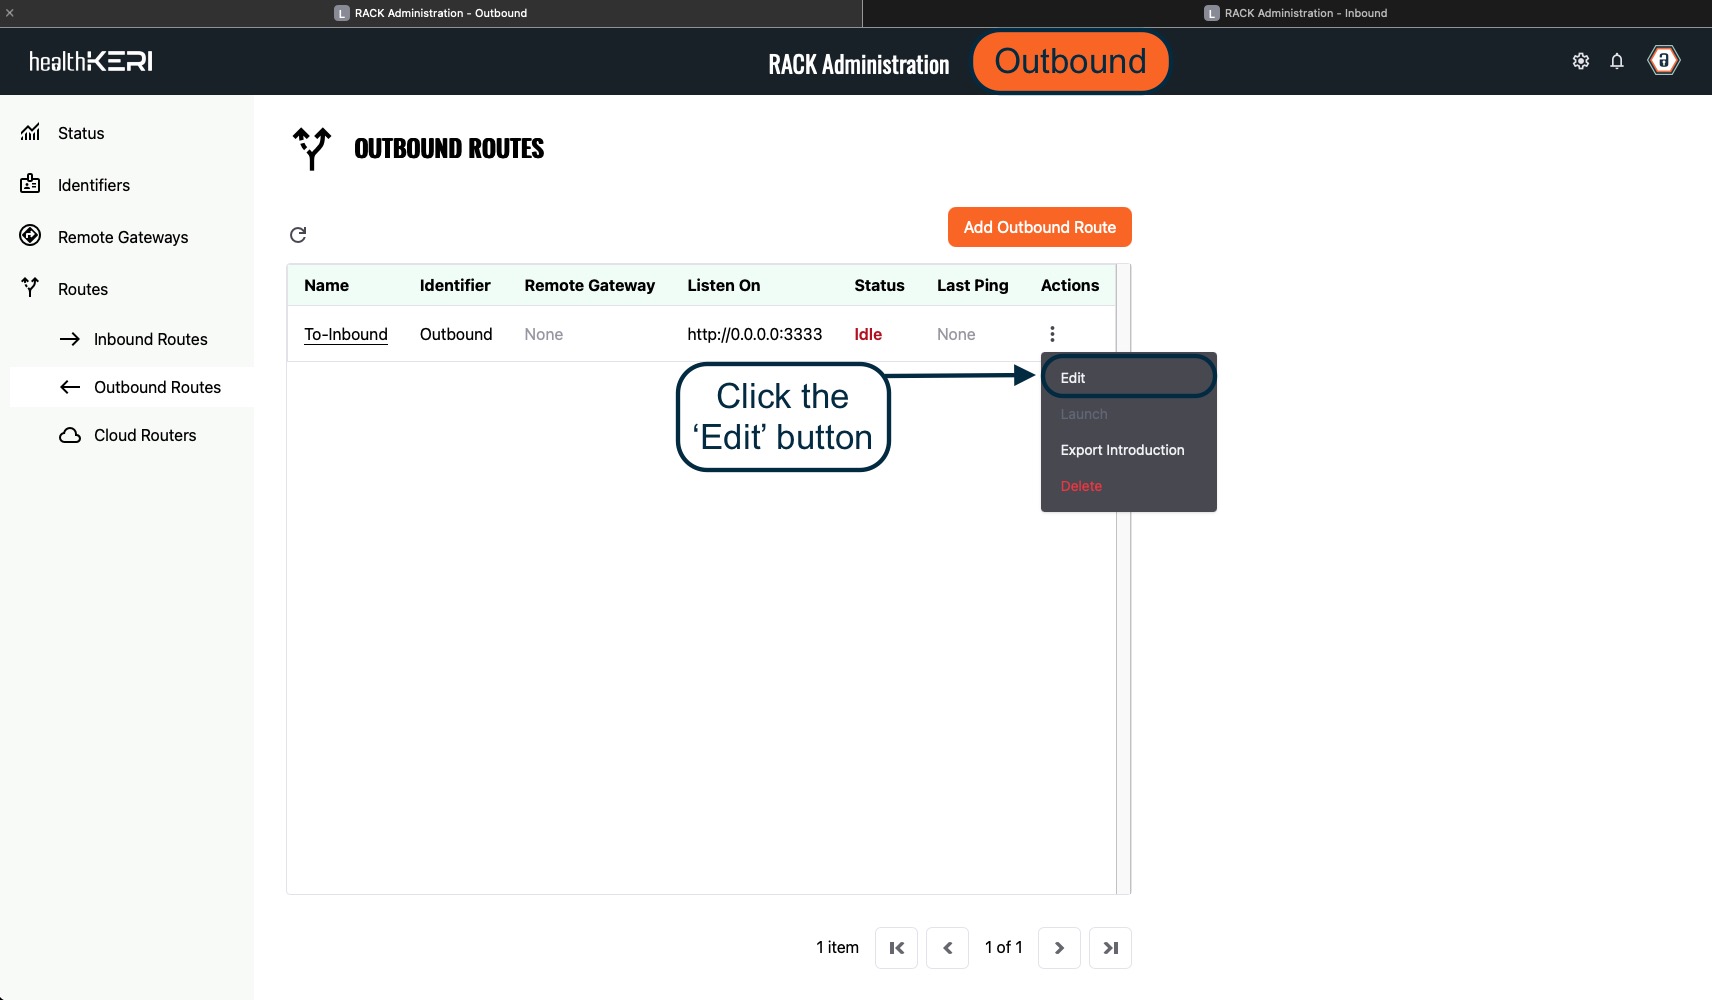 L RACK Administration - Outbound
L RACK Administration - Inbound
healthKERI
RACK Administration
Outbound
Status
Identifiers
Remote Gateways
Routes
Inbound Routes
Outbound Routes
Cloud Routers
OUTBOUND ROUTES
Add Outbound Route
Name Identifier Remote Gateway Listen On Status Last Ping Actions
To-Inbound Outbound None http://0.0.0.0:3333 Idle None
Click the
‘Edit’ button
Edit
Launch
Export Introduction
Delete
1 item
1 of 1